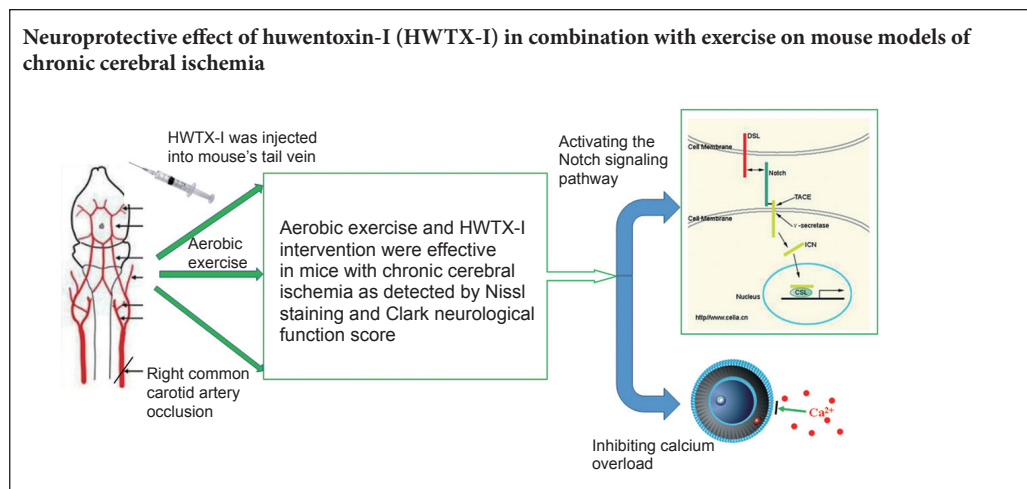 Neuroprotective effect of huwentoxin-I (HWTX-I) in combination with exercise on mouse models of
chronic cerebral ischemia
HWTX-I was injected
into mouse's tail vein
Aerobic
exercise
Right common
carotid artery
occlusion
Aerobic exercise and HWTX-I
intervention were effective
in mice with chronic cerebral
ischemia as detected by Nissl
staining and Clark neurological
function score
Activating the
Notch signaling
pathway
DSL
Cell Membrane
Notch
TACE
Cell Membrane
γ-secretase
ICN
CSL
Nucleus
http//www.cella.cn
Ca²⁺
Inhibiting calcium
overload